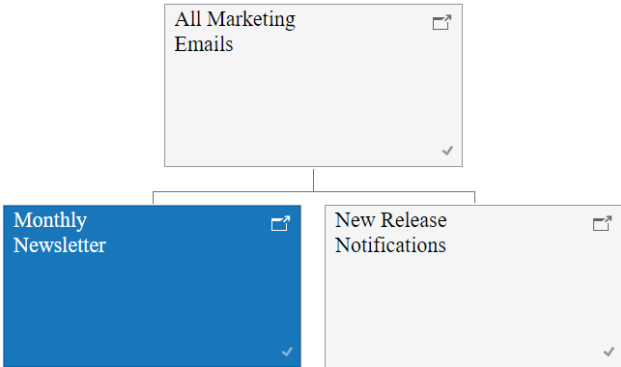 All Marketing
Emails
Monthly
Newsletter
New Release
Notifications